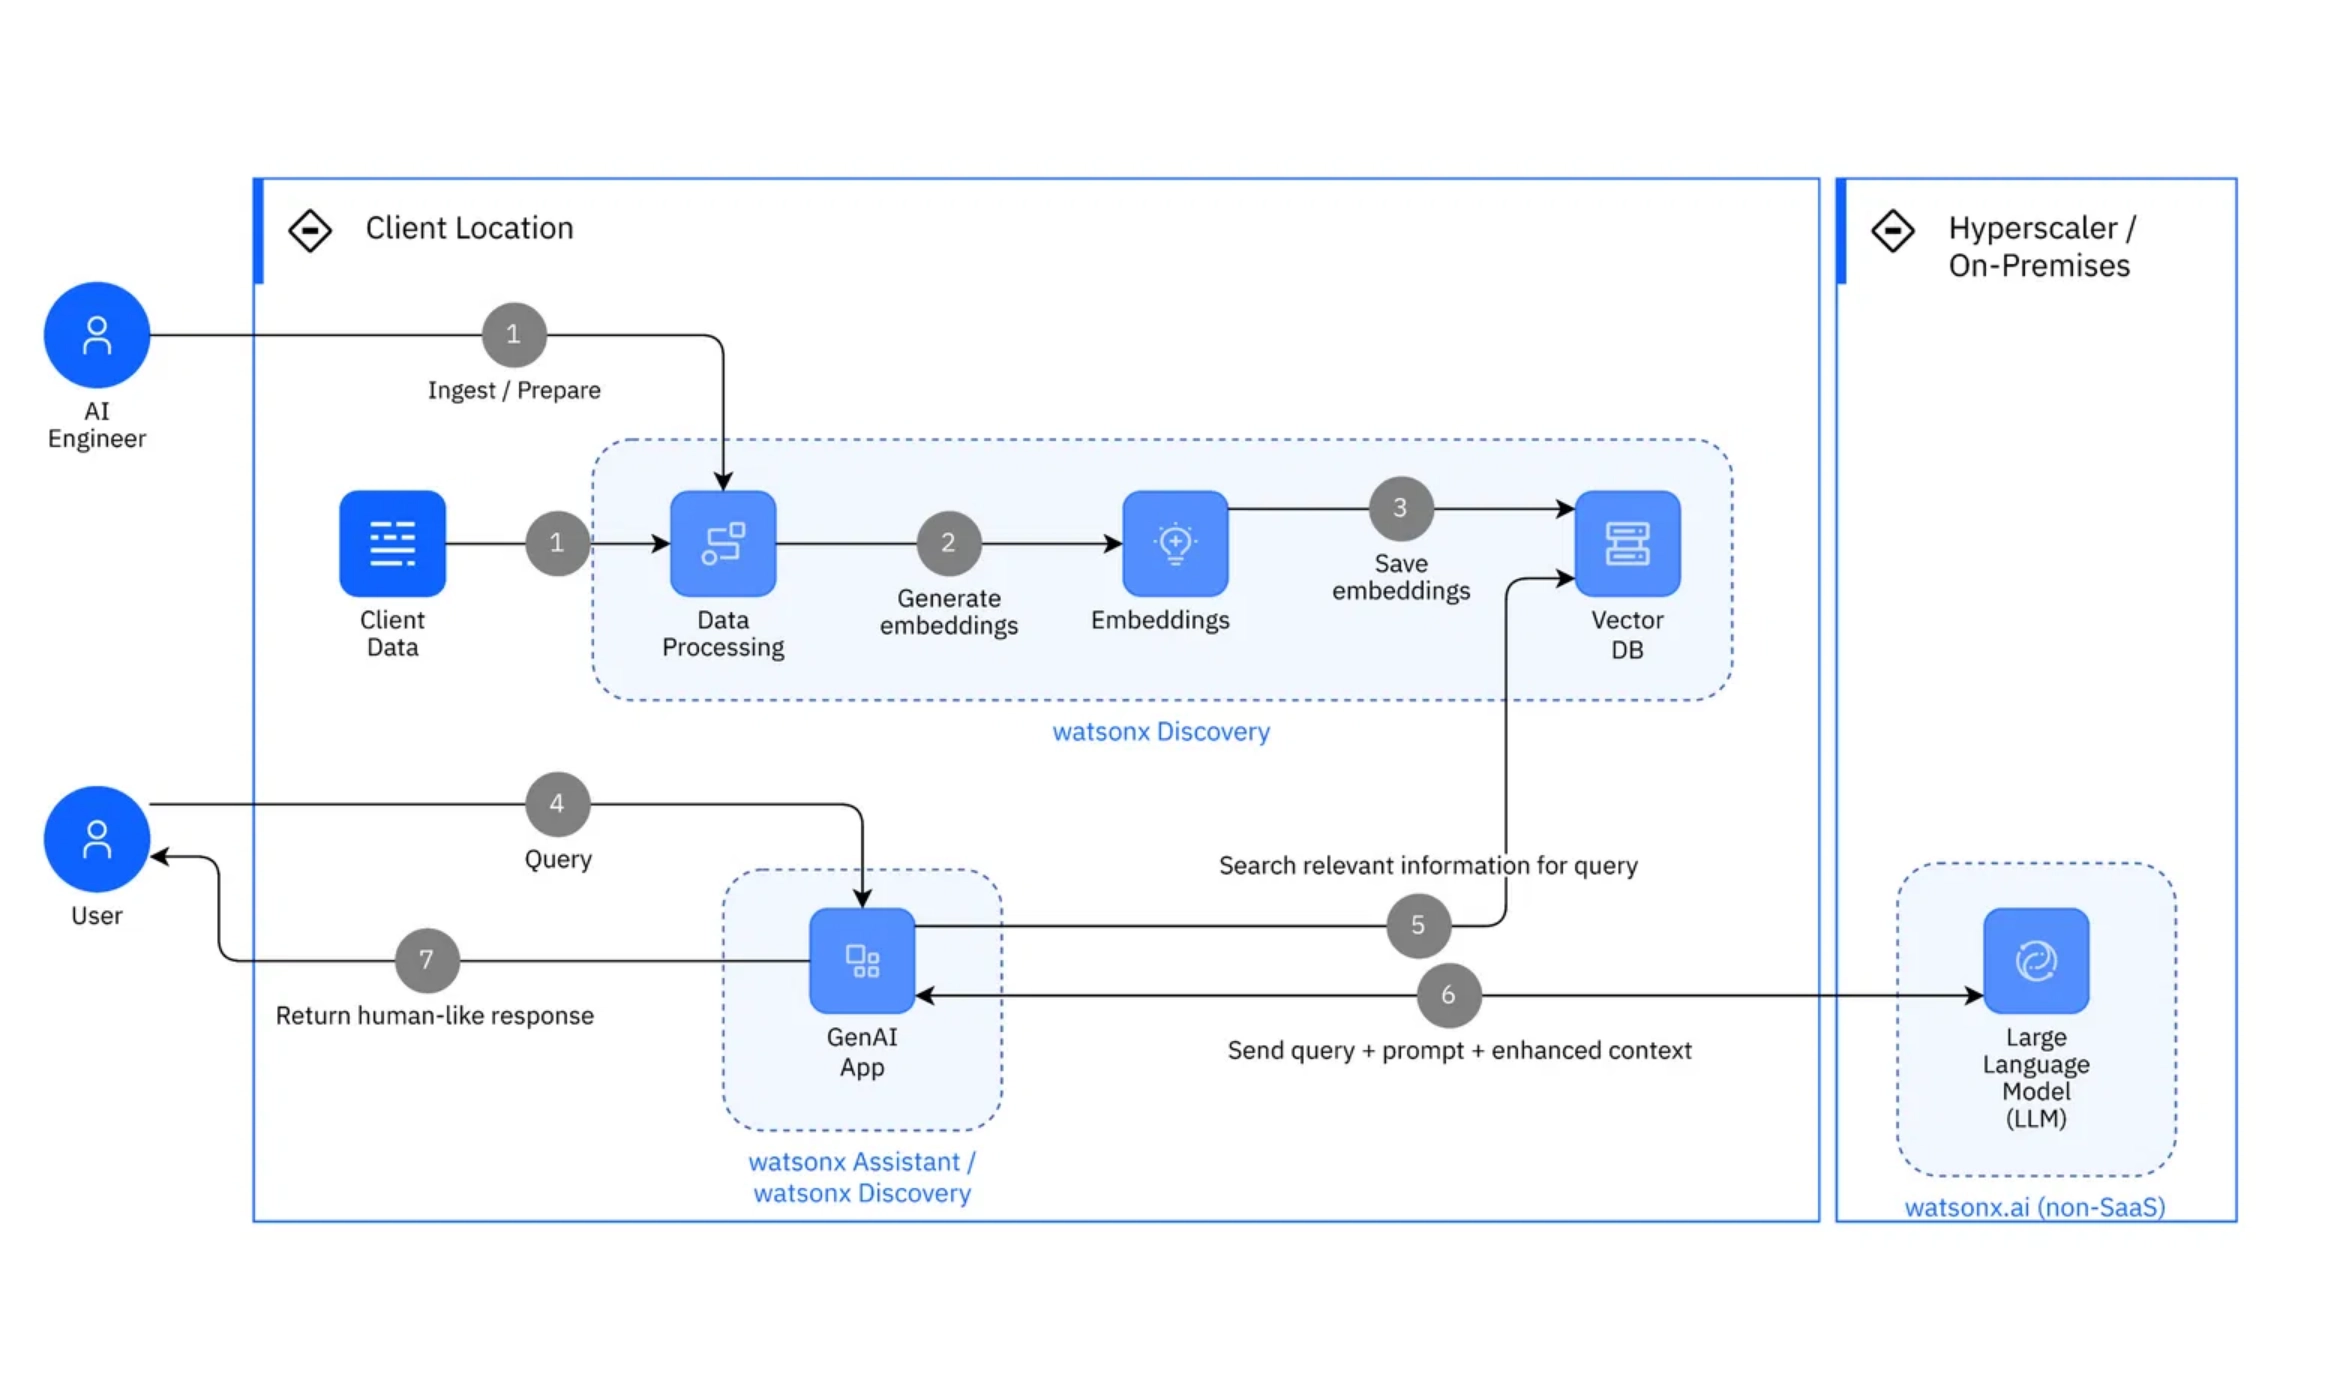 Client Location
Hyperscaler /
On-Premises
1
Ingest / Prepare
AI
Engineer
1
2
3
Client
Data
Data
Processing
Generate
embeddings
Embeddings
Save
embeddings
Vector
DB
watsonx Discovery
4
Query
User
Search relevant information for query
5
7
Return human-like response
6
Send query + prompt + enhanced context
GenAI
App
Large
Language
Model
(LLM)
watsonx Assistant /
watsonx Discovery
watsonx.ai (non-SaaS)